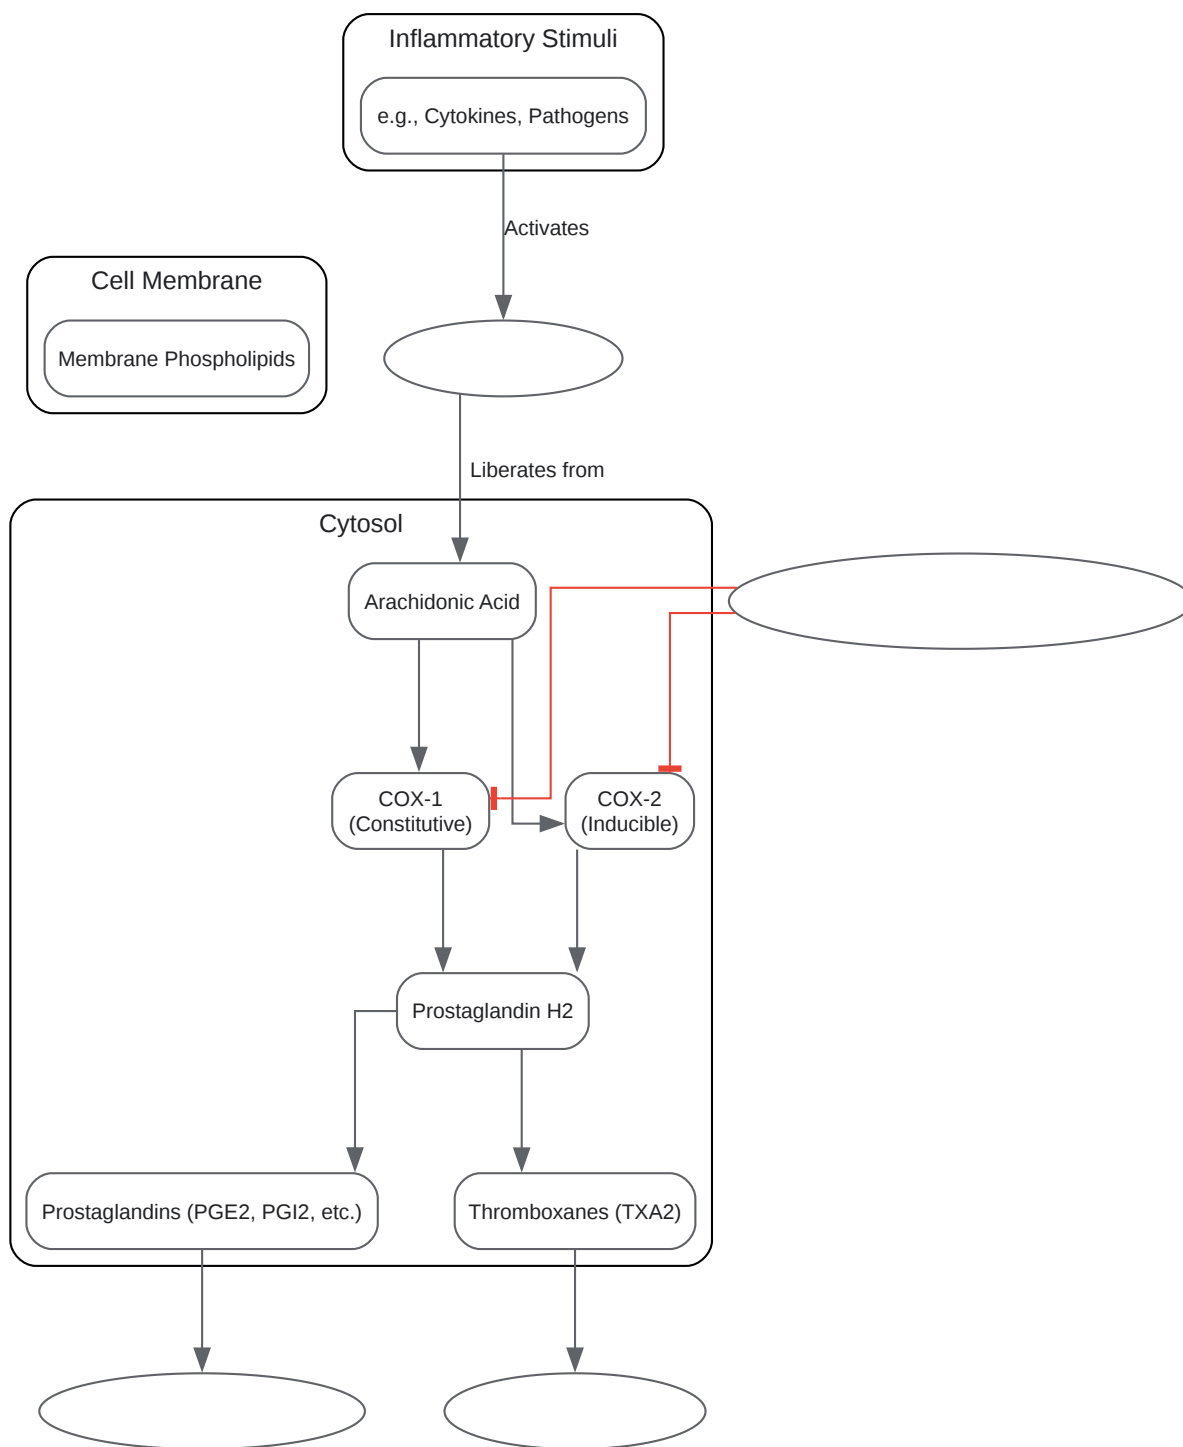 Inflammatory Stimuli
e.g., Cytokines, Pathogens
Activates
Cell Membrane
Membrane Phospholipids
Liberates from
Cytosol
Arachidonic Acid
COX-1
(Constitutive)
COX-2
(Inducible)
Prostaglandin H2
Prostaglandins (PGE2, PGI2, etc.)
Thromboxanes (TXA2)